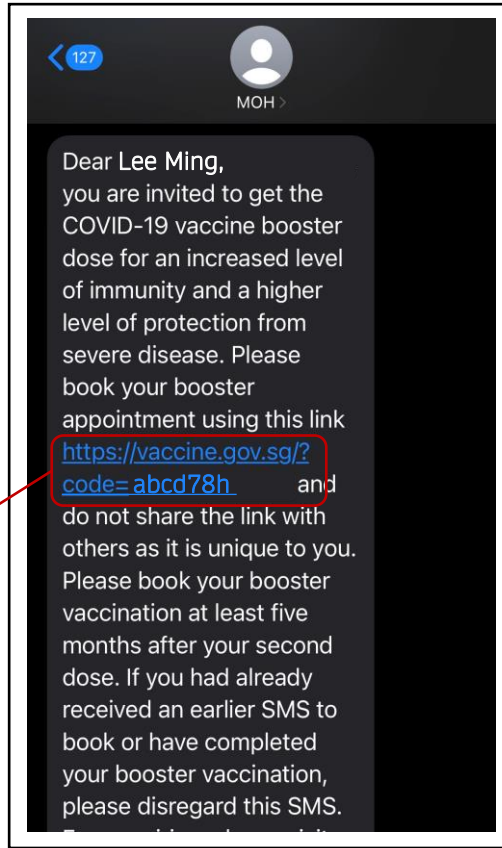 127
MOH >
Dear Lee Ming,
you are invited to get the
COVID-19 vaccine booster
dose for an increased level
of immunity and a higher
level of protection from
severe disease. Please
book your booster
appointment using this link
https://vaccine.gov.sg/?
code=abcd78h and
do not share the link with
others as it is unique to you.
Please book your booster
vaccination at least five
months after your second
dose. If you had already
received an earlier SMS to
book or have completed
your booster vaccination,
please disregard this SMS.